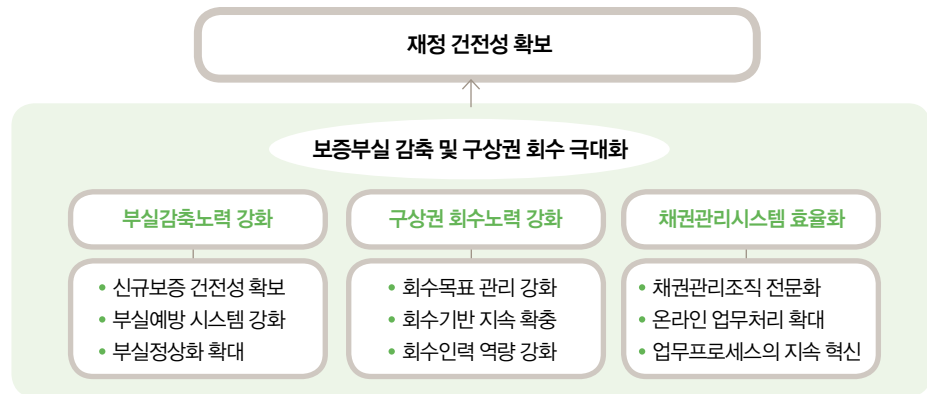 재정 건전성 확보
보증부실 감축 및 구상권 회수 극대화
부실감축노력 강화
• 신규보증 건전성 확보
• 부실예방 시스템 강화
• 부실정상화 확대
구상권 회수노력 강화
• 회수목표 관리 강화
• 회수기반 지속 확충
• 회수인력 역량 강화
채권관리시스템 효율화
• 채권관리조직 전문화
• 온라인 업무처리 확대
• 업무프로세스의 지속 혁신